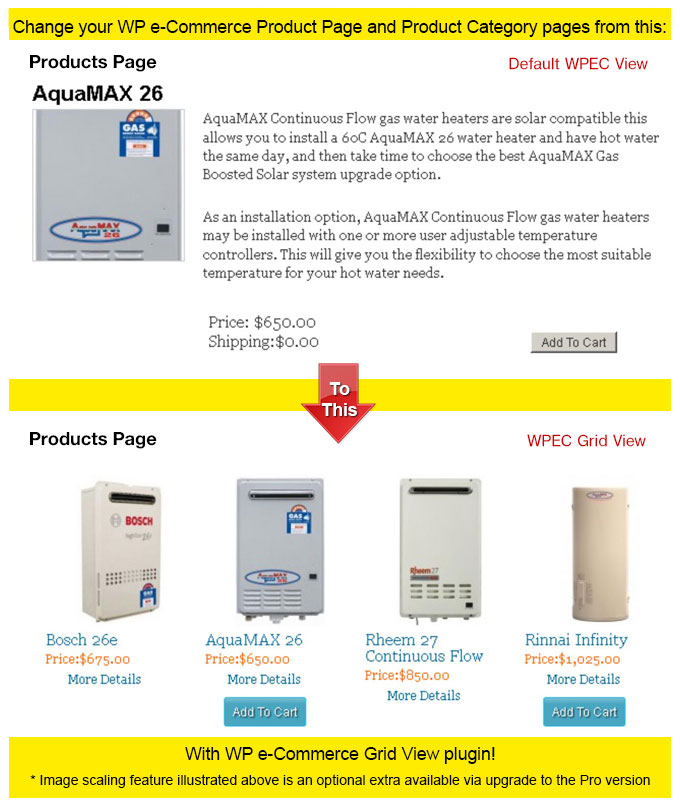 Change your WP e-Commerce Product Page and Product Category pages from this:
Products Page
Default WPEC View
AquaMAX 26
GAS
AquaMAX
26
AquaMAX Continuous Flow gas water heaters are solar compatible this
allows you to install a 60C AquaMAX 26 water heater and have hot water
the same day, and then take time to choose the best AquaMAX Gas
Boosted Solar system upgrade option.
As an installation option, AquaMAX Continuous Flow gas water heaters
may be installed with one or more user adjustable temperature
controllers. This will give you the flexibility to choose the most suitable
temperature for your hot water needs.
Price: $650.00
Shipping:$0.00
Add To Cart
To
This
Products Page
WPEC Grid View
BOSCH
GAS
AquaMAX
26
Rheem 27
Bosch 26e
Price:$675.00
More Details
AquaMAX 26
Price:$650.00
More Details
Add To Cart
Rheem 27
Continuous Flow
Price:$850.00
More Details
Rinnai Infinity
Price:$1,025.00
More Details
Add To Cart
With WP e-Commerce Grid View plugin!
* Image scaling feature illustrated above is an optional extra available via upgrade to the Pro version